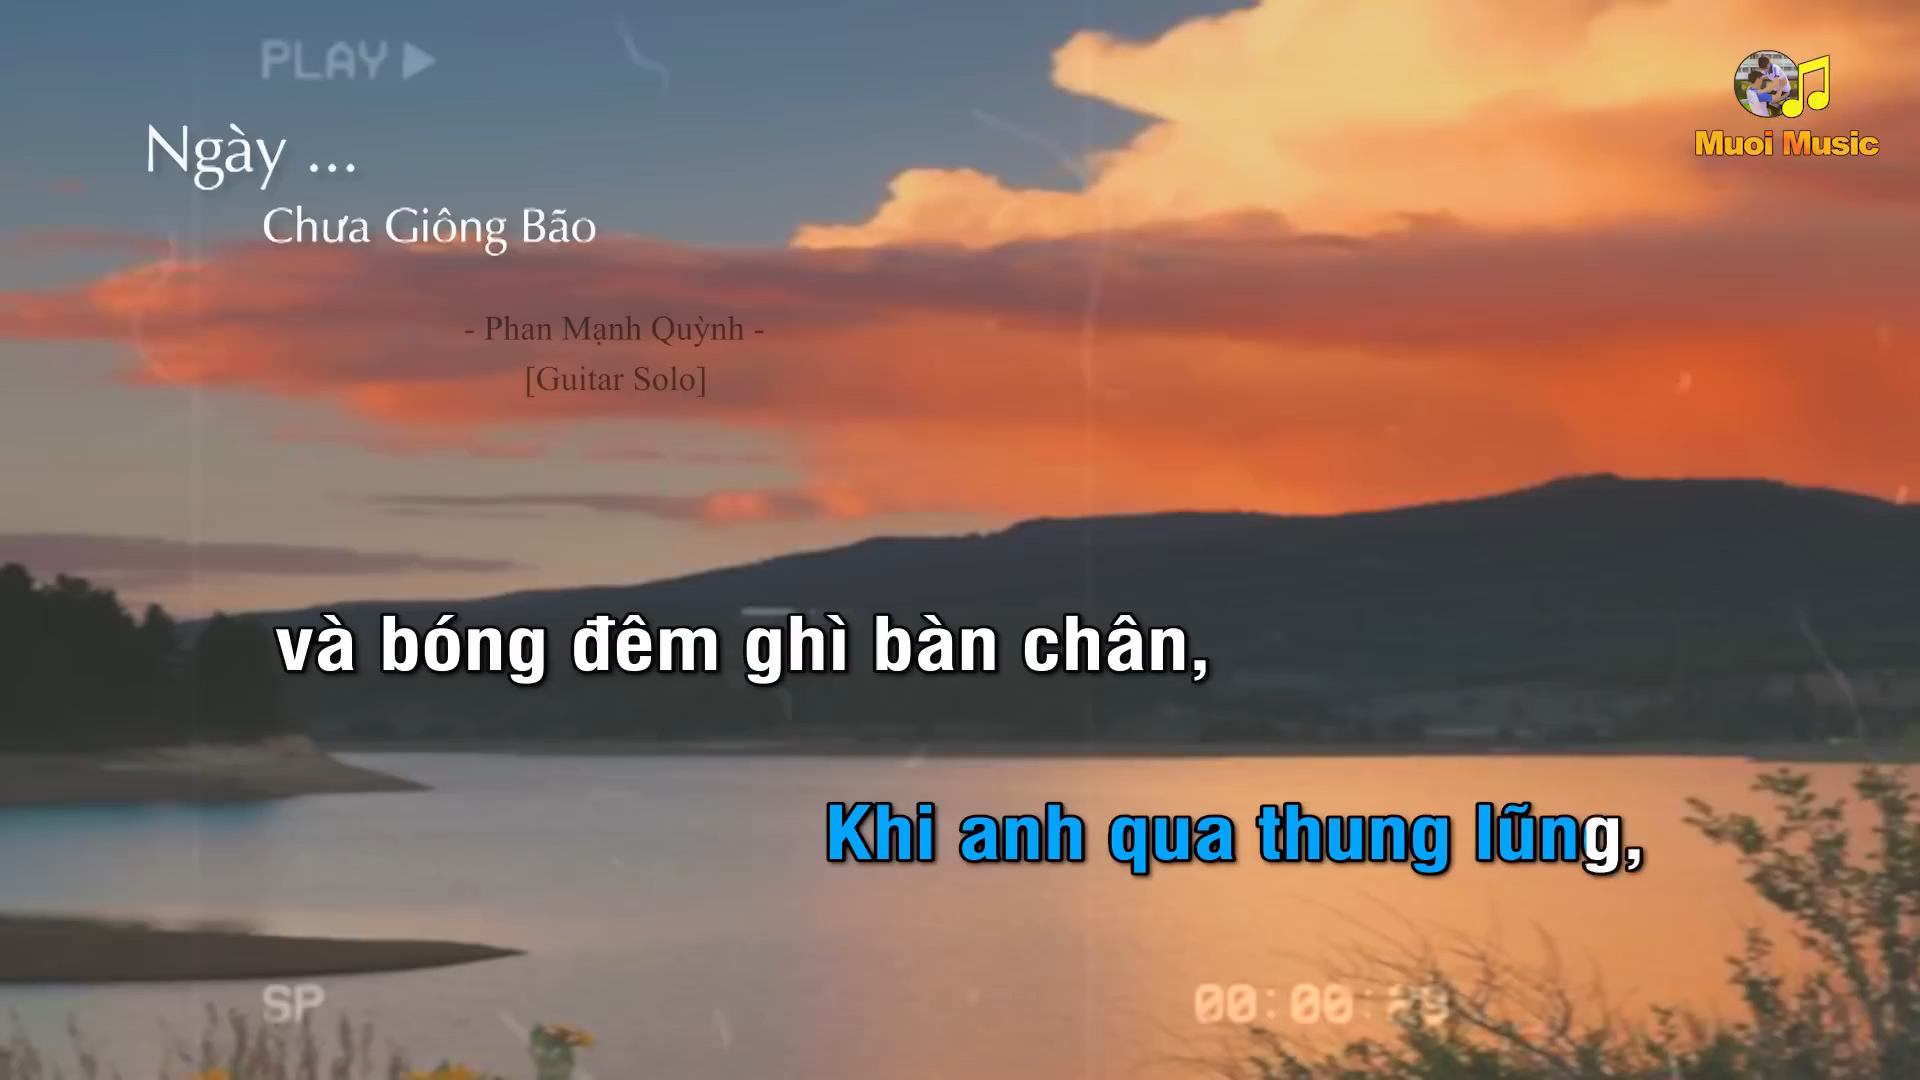 PLAY
Muoi Music
Ngày ...
Chưa Giông Bão
- Phan Mạnh Quỳnh -
[Guitar Solo]
và bóng đêm ghì bàn chân,
Khi anh qua thung lũng,
SP
00:00